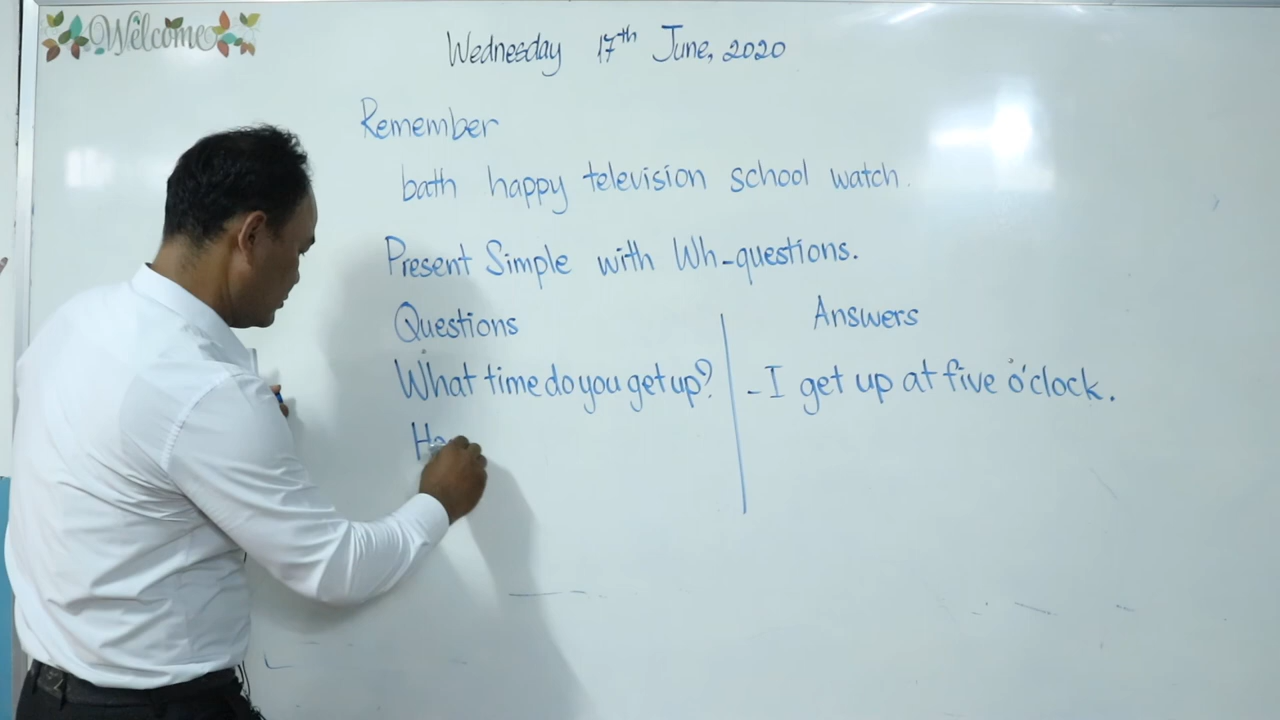 Welcome
Wednesday 17th June, 2020
Remember
bath happy television school watch.
Present Simple with Wh-questions.
Questions Answers
What time do you get up? - I get up at five o'clock.